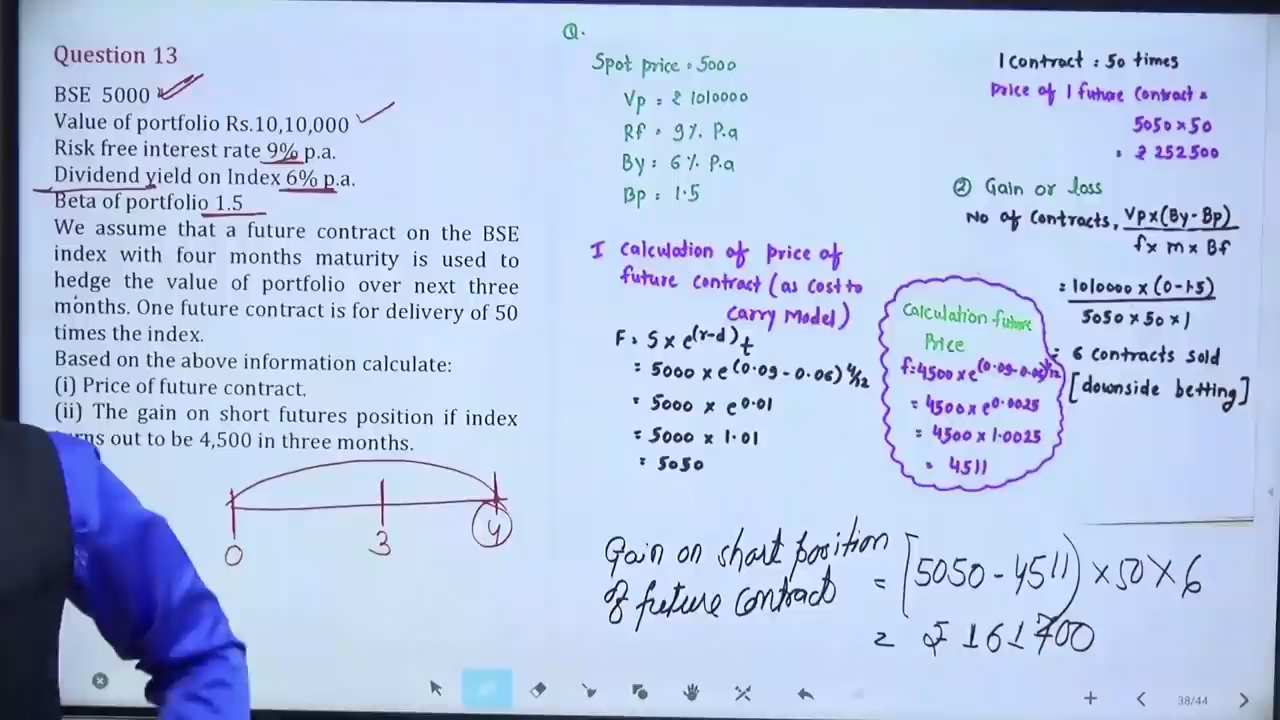 Question 13
BSE 5000
Value of portfolio Rs.10,10,000
Risk free interest rate 9% p.a.
Dividend yield on Index 6% p.a.
Beta of portfolio 1.5
We assume that a future contract on the BSE
index with four months maturity is used to
hedge the value of portfolio over next three
months. One future contract is for delivery of 50
times the index.
Based on the above information calculate:
(i) Price of future contract.
(ii) The gain on short futures position if index
ns out to be 4,500 in three months.
0 3 4
Q.
Spot price = 5000
Vp = ₹ 1010000
Rf = 9% P.a
By = 6% P.a
Bp = 1.5
I Calculation of price of
future contract (as cost to
carry Model)
F = S x e^(r-d)t
= 5000 x e^(0.09-0.06) 4/12
= 5000 x e^0.01
= 5000 x 1.01
= 5050
1 contract = 50 times
Price of 1 future contract =
5050 x 50
= ₹ 252500
② Gain or loss
No of contracts, Vp x (By - Bp)
f x m x Bf
= 1010000 x (0-1.5)
5050 x 50 x 1
= 6 contracts sold
[downside betting]
Calculation future
Price
f = 4500 x e^(0.09-0.06)1/12
= 4500 x e^0.0025
= 4500 x 1.0025
= 4511
Gain on short position
of future contract
= [5050 - 4511) x 50 x 6
= ₹ 161700
38/44